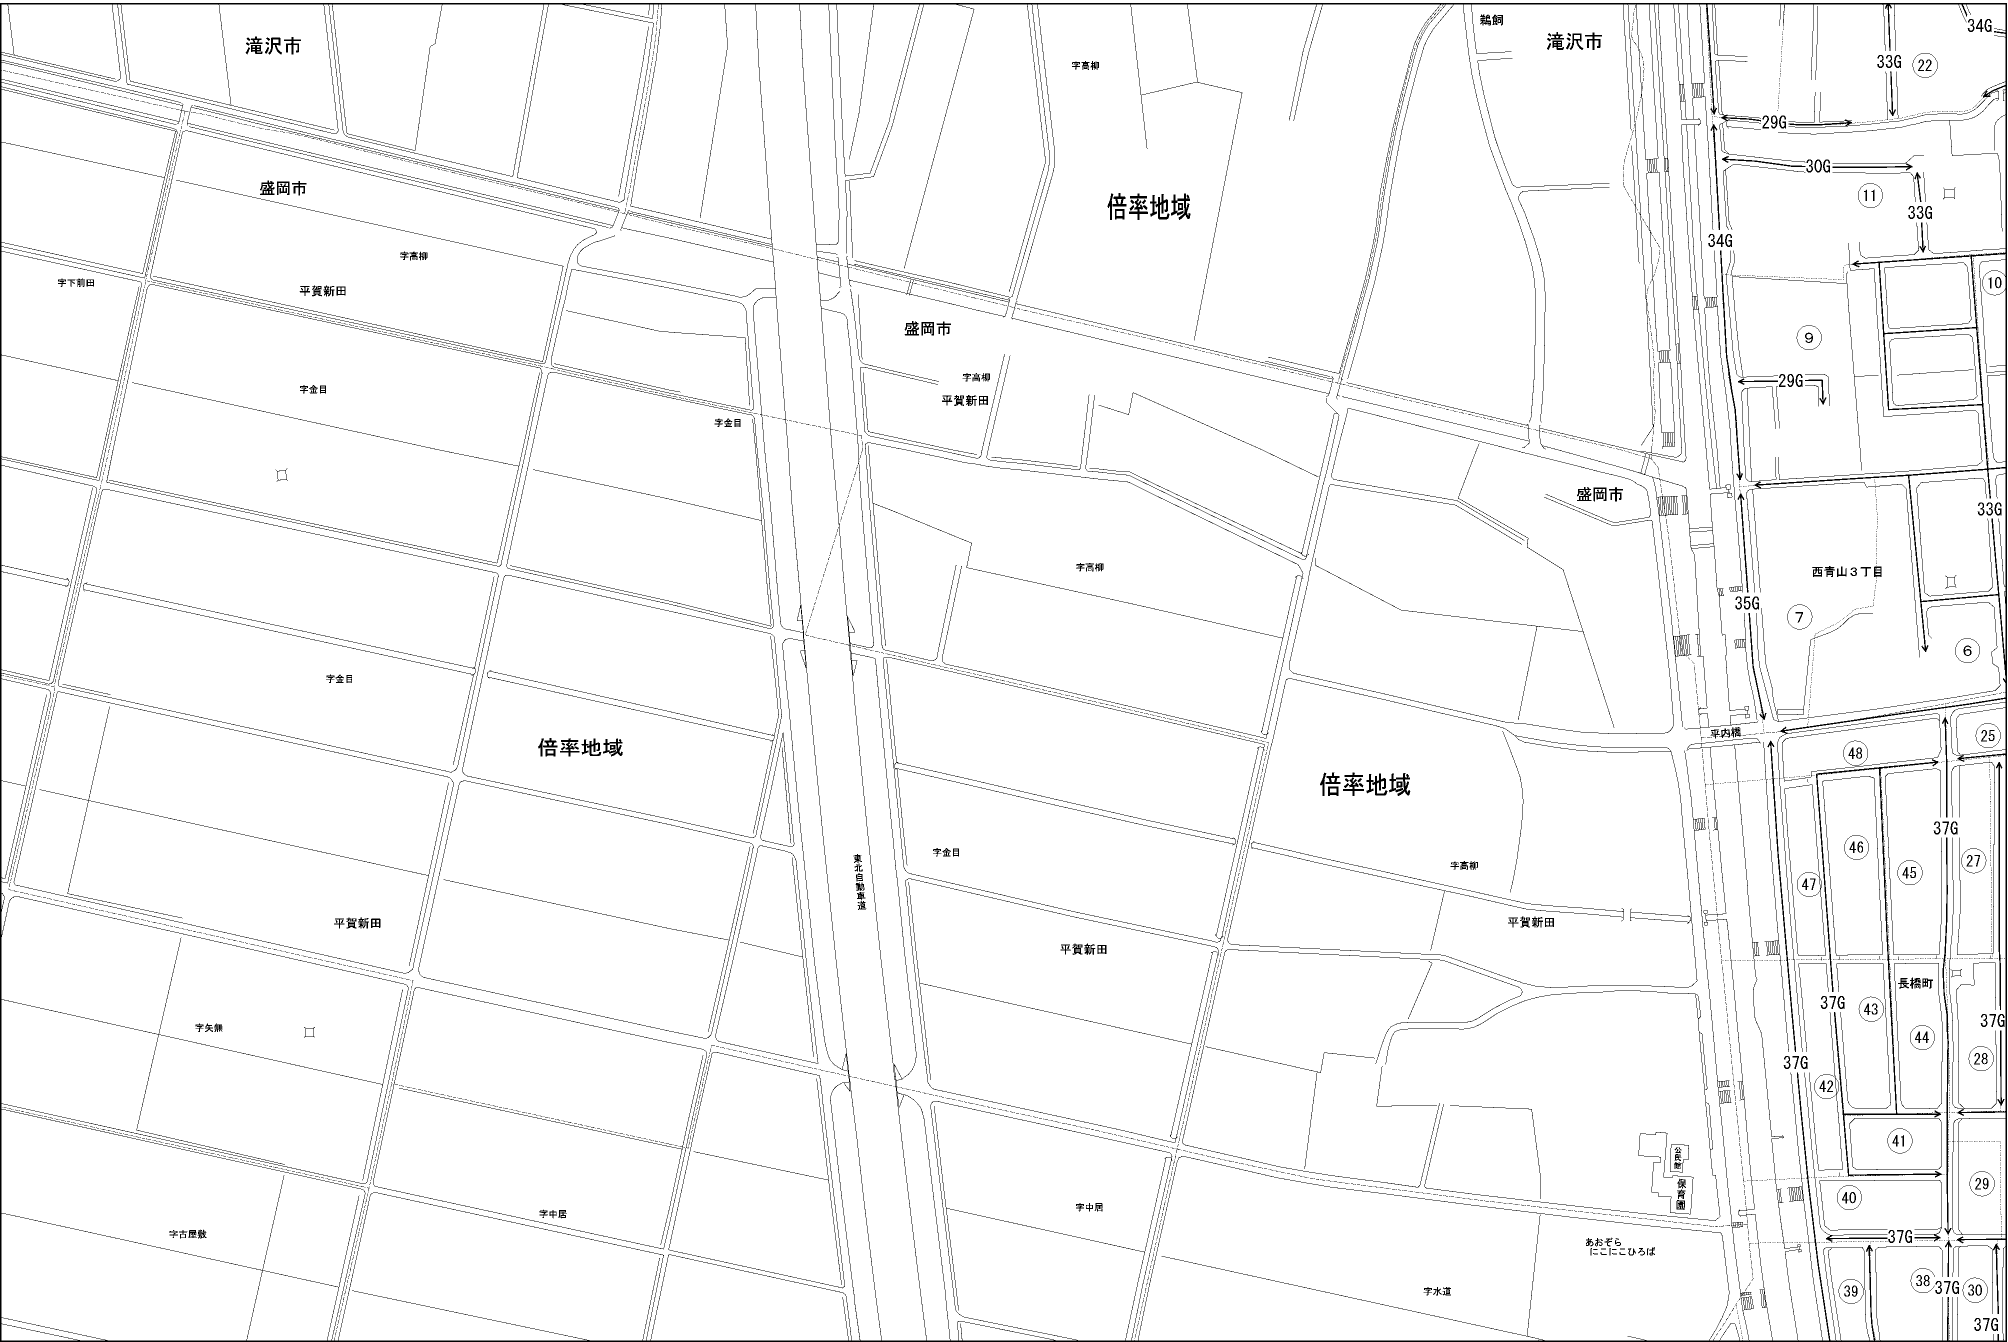 滝沢市
鵜飼
滝沢市
34G
33G
22
字高柳
29G
30G
11
盛岡市
倍率地域
33G
34G
字高柳
字下前田
平賀新田
10
盛岡市
9
字高柳
29G
字金目
平賀新田
字金目
盛岡市
33G
字高柳
西青山3丁目
35G
7
6
字金目
平内橋
25
48
倍率地域
倍率地域
37G
46
45
27
47
東北自動車道
字金目
字高柳
平賀新田
平賀新田
平賀新田
長橋町
37G
43
37G
44
字矢無
28
37G
42
41
公民館
保育園
29
40
字中居
字中居
字古屋敷
37G
あおぞら
にこにこひろば
字水道
39
38
37G
30
37G